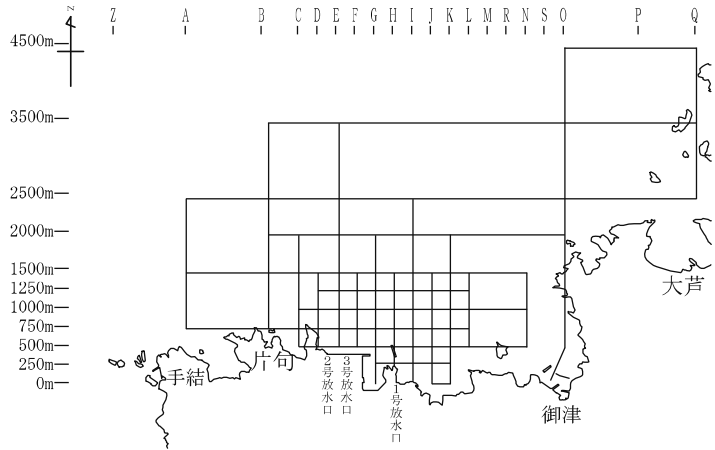 N
Z A B C D E F G H I J K L M R N S O P Q
4500m
3500m
2500m
2000m
1500m
1250m
1000m
750m
500m
250m
0m
大芦
片句
手結
御津
2号放水口
3号放水口
1号放水口